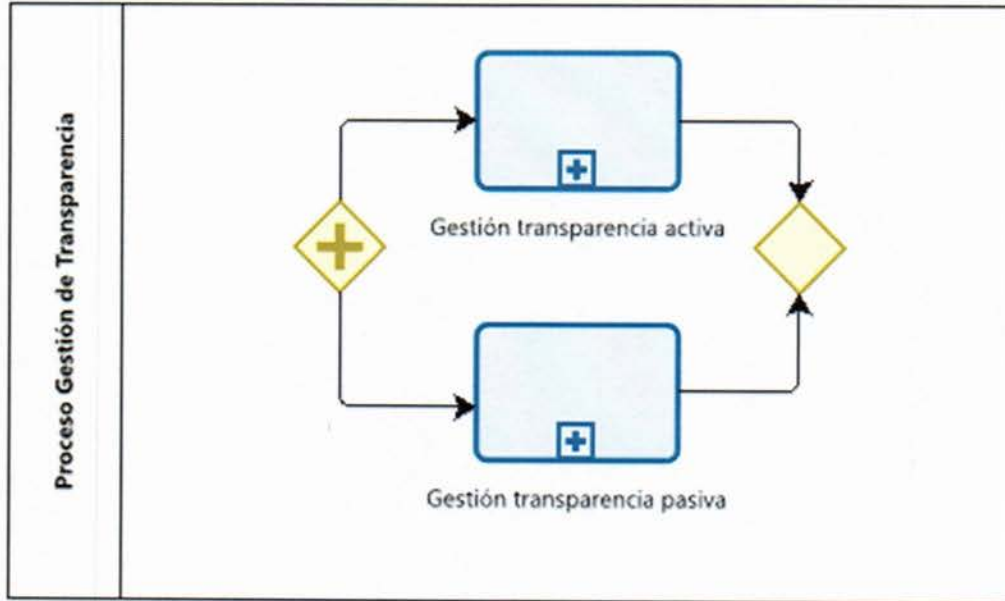 Proceso Gestión de Transparencia
Gestión transparencia activa
Gestión transparencia pasiva